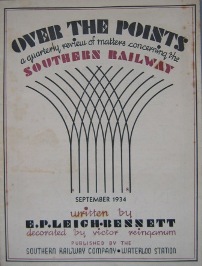 OVER THE POINTS
a quarterly review of matters concerning the
SOUTHERN RAILWAY
SEPTEMBER 1934
written by
E.P. LEIGH-BENNETT
decorated by victor reinganum
PUBLISHED BY THE
SOUTHERN RAILWAY COMPANY • WATERLOO STATION